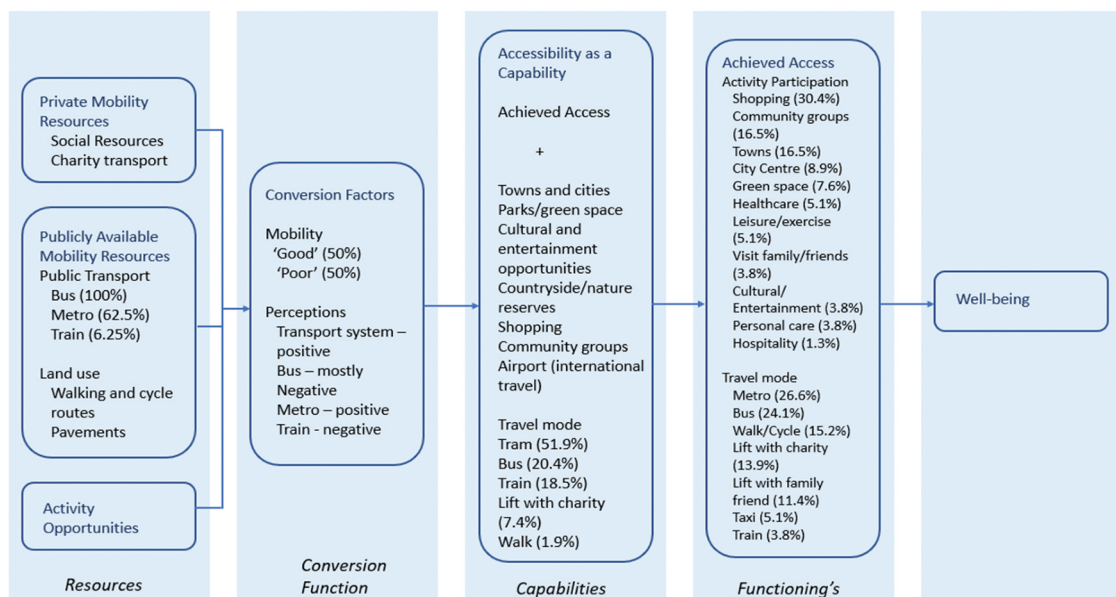 Private Mobility
Resources
Social Resources
Charity transport
Publicly Available
Mobility Resources
Public Transport
Bus (100%)
Metro (62.5%)
Train (6.25%)
Land use
Walking and cycle
routes
Pavements
Activity
Opportunities
Resources
Conversion Factors
Mobility
'Good' (50%)
'Poor' (50%)
Perceptions
Transport system –
positive
Bus – mostly
Negative
Metro – positive
Train - negative
Conversion
Function
Accessibility as a
Capability
Achieved Access
+
Towns and cities
Parks/green space
Cultural and
entertainment
opportunities
Countryside/nature
reserves
Shopping
Community groups
Airport (international
travel)
Travel mode
Tram (51.9%)
Bus (20.4%)
Train (18.5%)
Lift with charity
(7.4%)
Walk (1.9%)
Capabilities
Achieved Access
Activity Participation
Shopping (30.4%)
Community groups
(16.5%)
Towns (16.5%)
City Centre (8.9%)
Green space (7.6%)
Healthcare (5.1%)
Leisure/exercise
(5.1%)
Visit family/friends
(3.8%)
Cultural/
Entertainment (3.8%)
Personal care (3.8%)
Hospitality (1.3%)
Travel mode
Metro (26.6%)
Bus (24.1%)
Walk/Cycle (15.2%)
Lift with charity
(13.9%)
Lift with family
friend (11.4%)
Taxi (5.1%)
Train (3.8%)
Functioning's
Well-being